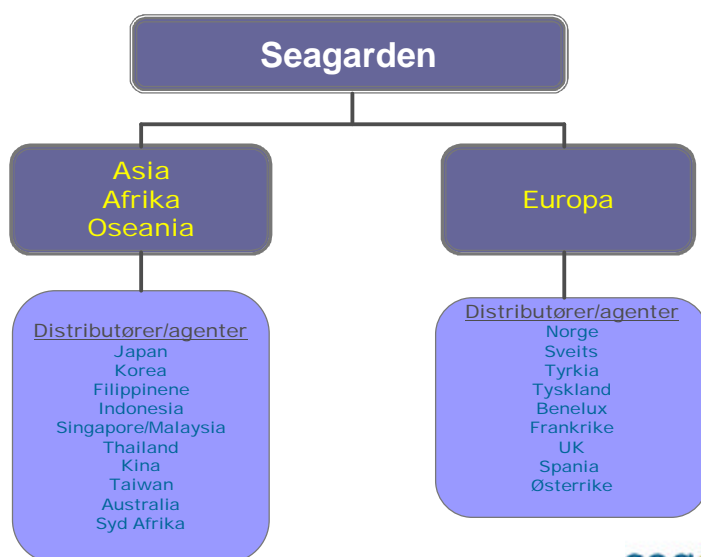 Seagarden
Asia
Afrika
Oseania
Distributører/agenter
Japan
Korea
Filippinene
Indonesia
Singapore/Malaysia
Thailand
Kina
Taiwan
Australia
Syd Afrika
Europa
Distributører/agenter
Norge
Sveits
Tyrkia
Tyskland
Benelux
Frankrike
UK
Spania
Østerrike